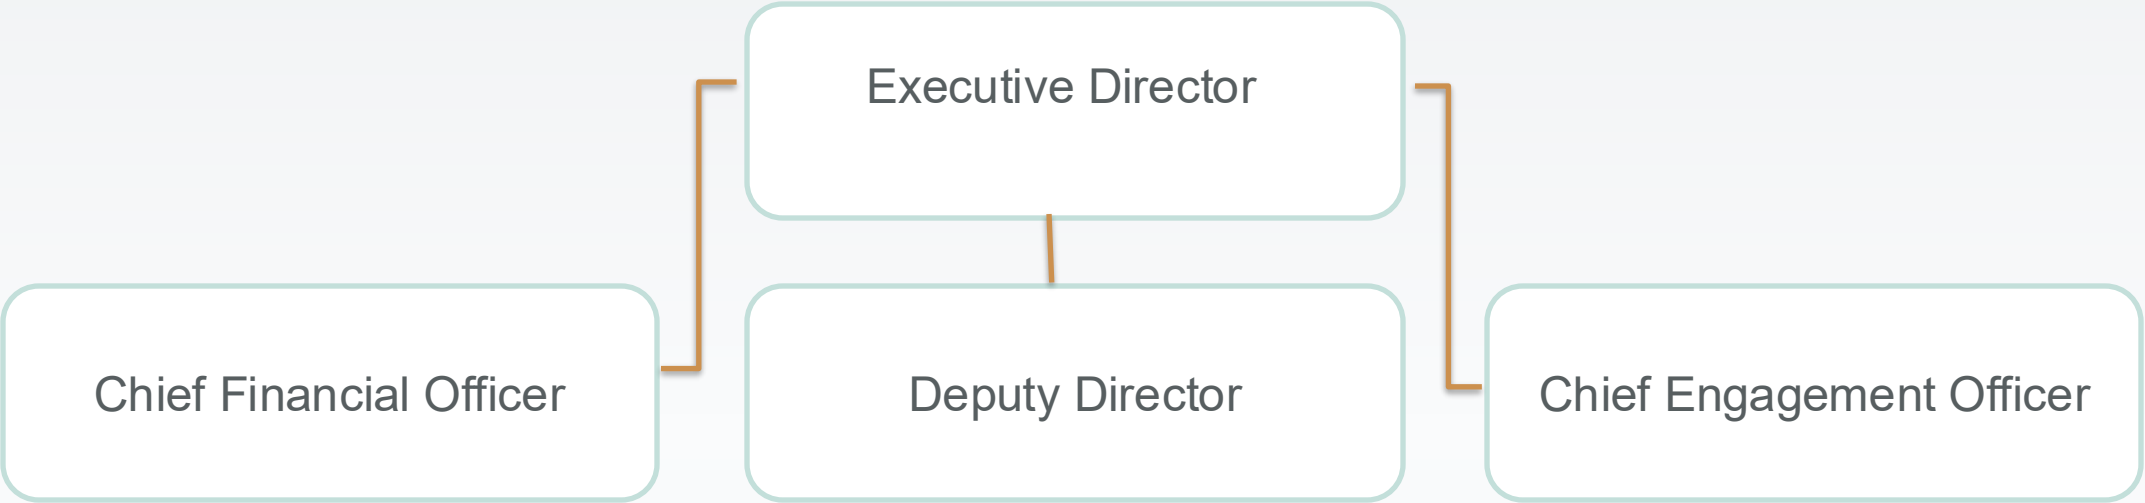 Executive Director
Chief Financial Officer
Deputy Director
Chief Engagement Officer